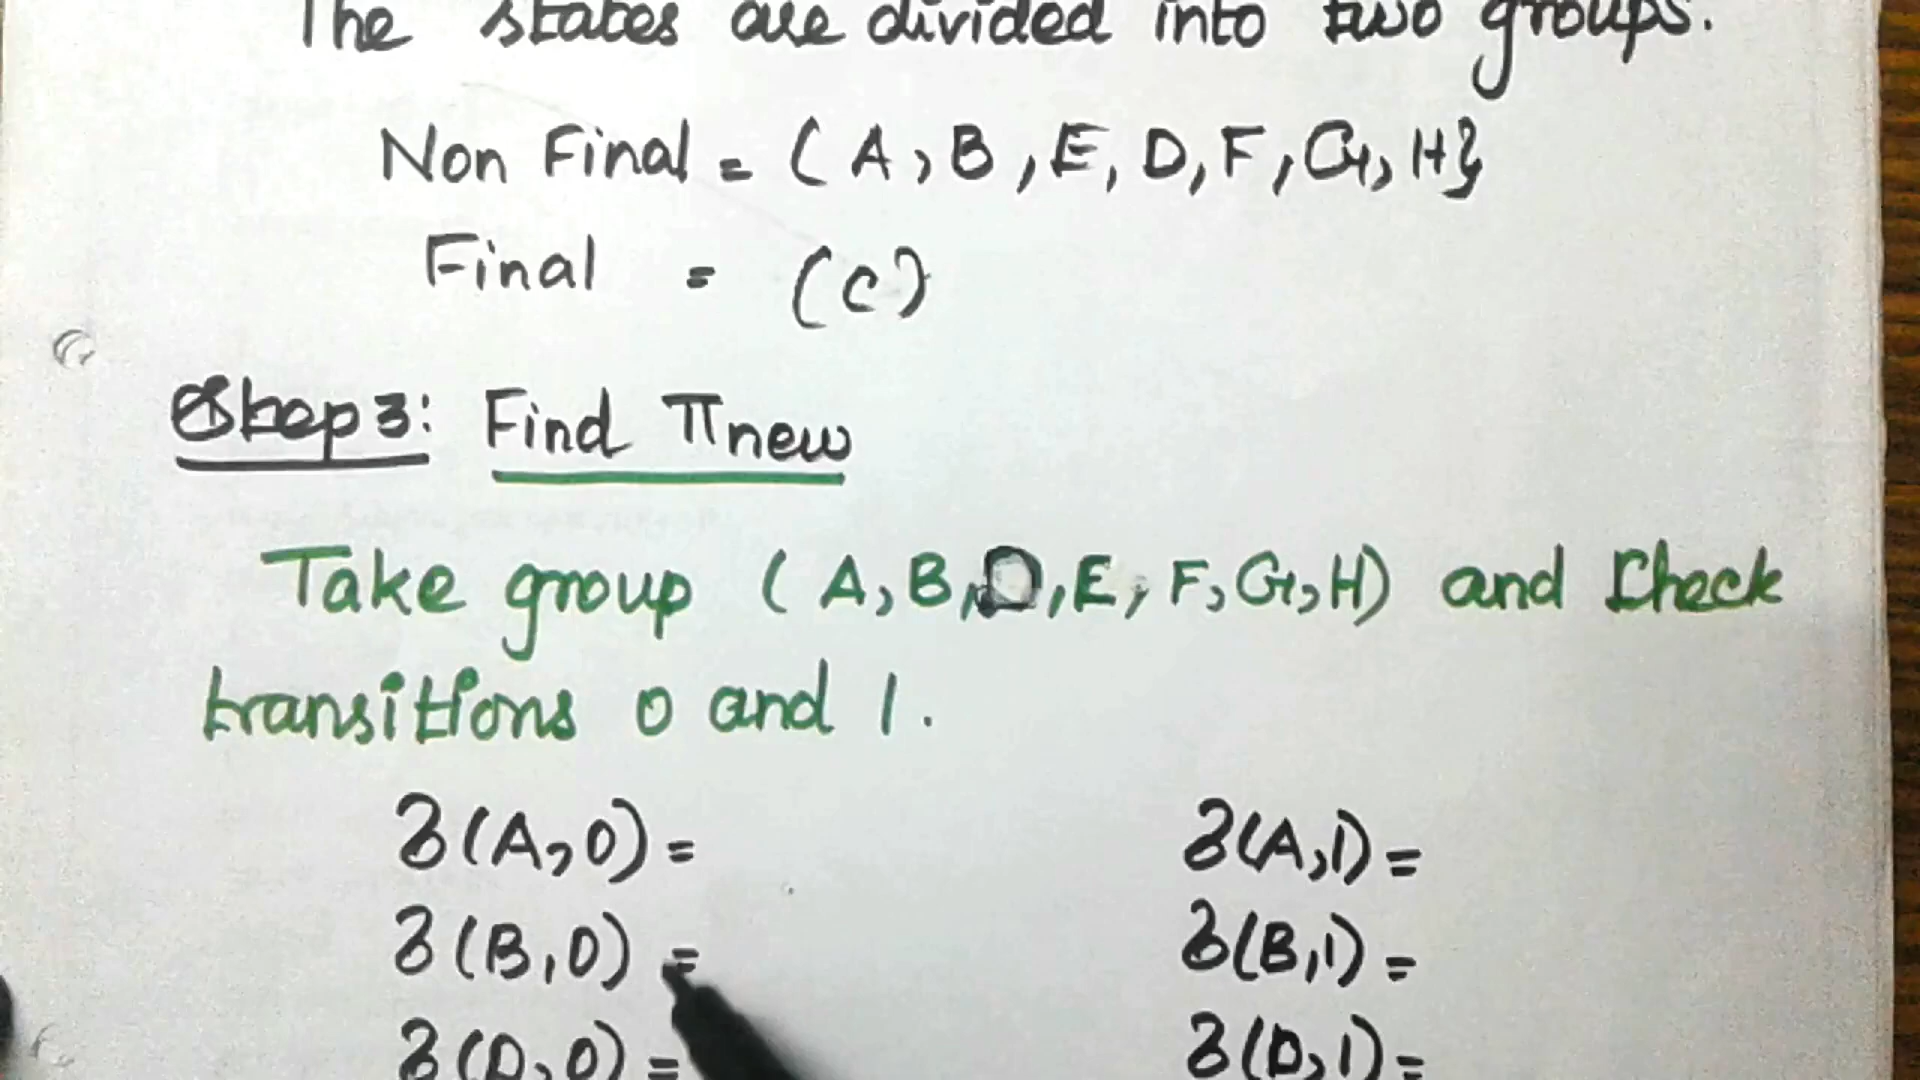 The states are divided into two groups.
Non Final = ( A, B, E, D, F, G, H}
Final = (C)
Step 3: Find πnew
Take group ( A, B, D, E, F, G, H) and Check
transitions 0 and 1.
δ(A, 0) = δ(A, 1) =
δ(B, 0) = δ(B, 1) =
δ(D, 0) = δ(D, 1) =